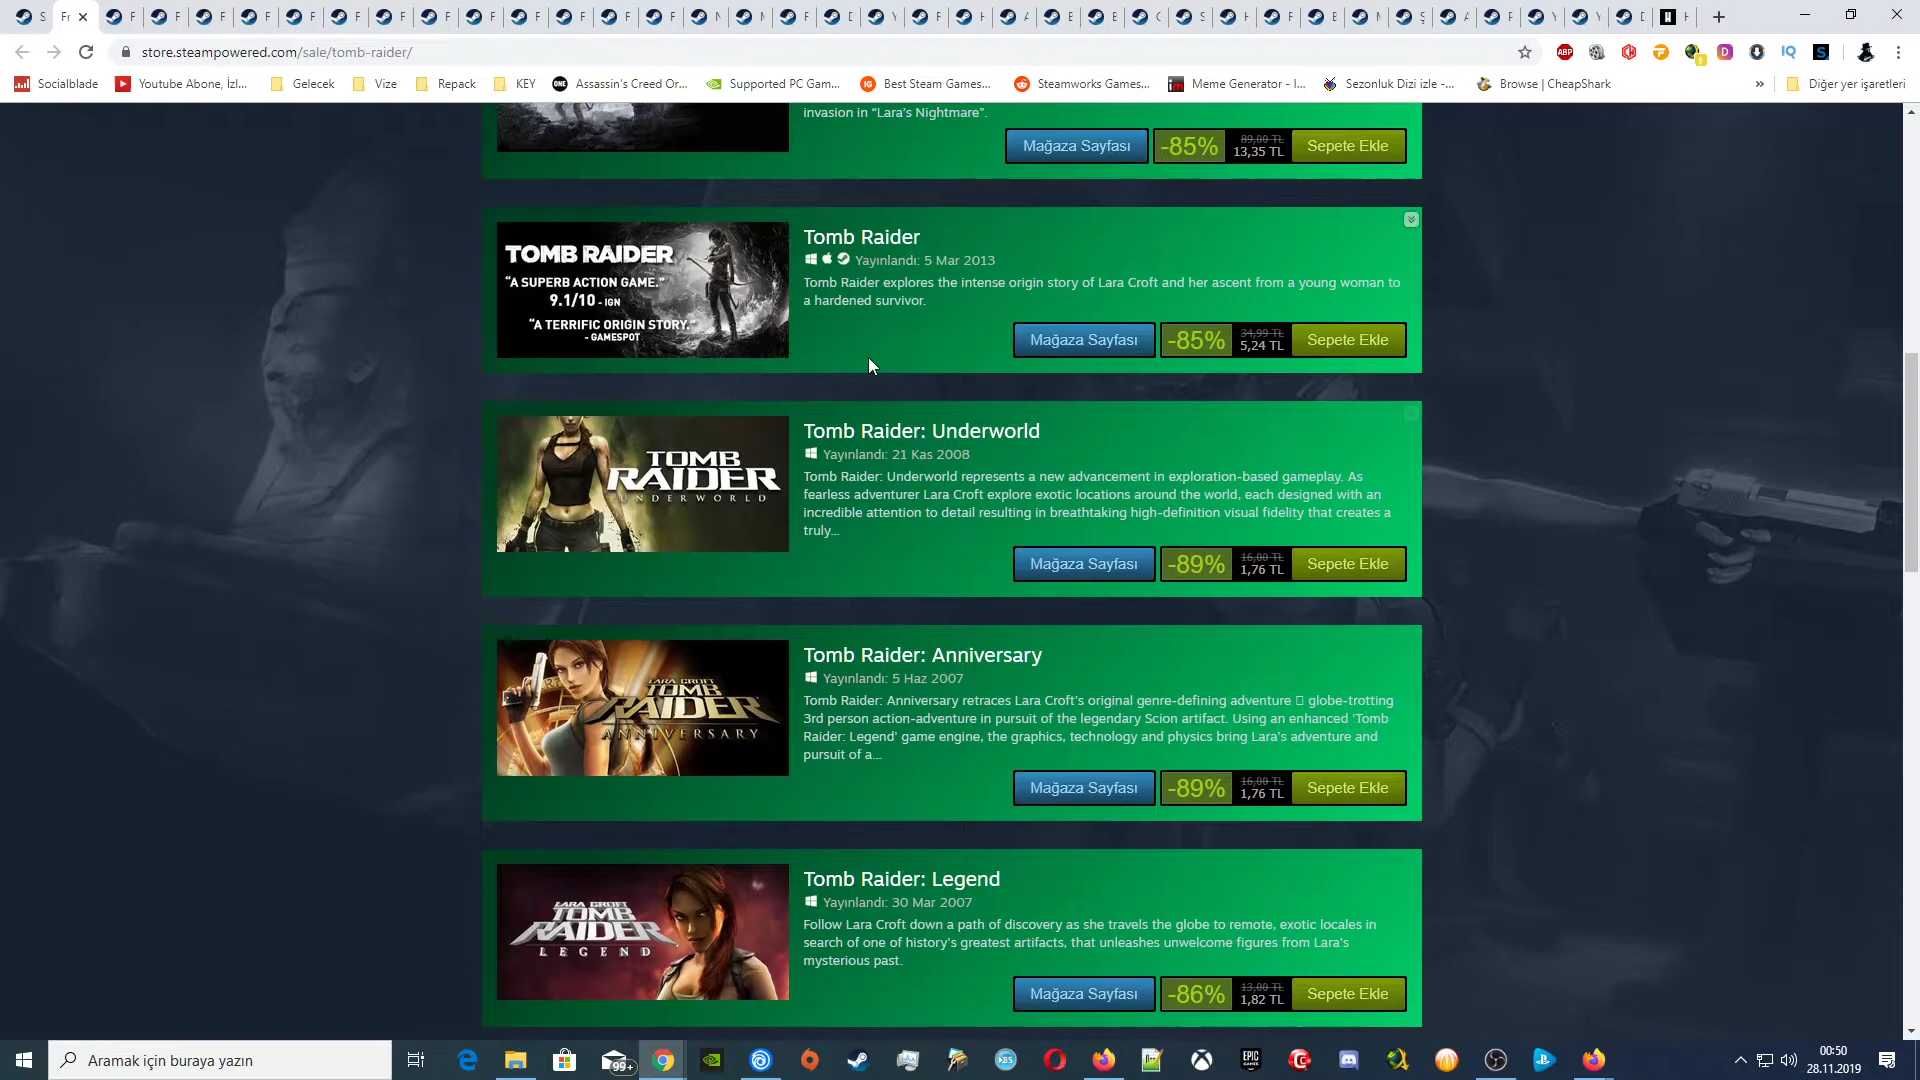 Fr
store.steampowered.com/sale/tomb-raider/
Socialblade
Youtube Abone, İzl...
Gelecek
Vize
Repack
KEY
Assassin's Creed Or...
Supported PC Gam...
Best Steam Games...
Steamworks Games...
Meme Generator - I...
Sezonluk Dizi izle -...
Browse | CheapShark
»
Diğer yer işaretleri
invasion in “Lara's Nightmare”.
Mağaza Sayfası
-85%
89,00 TL
13,35 TL
Sepete Ekle
TOMB RAIDER
“A SUPERB ACTION GAME.”
9.1/10 - IGN
“A TERRIFIC ORIGIN STORY.”
- GAMESPOT
Tomb Raider
Yayınlandı: 5 Mar 2013
Tomb Raider explores the intense origin story of Lara Croft and her ascent from a young woman to
a hardened survivor.
Mağaza Sayfası
-85%
34,99 TL
5,24 TL
Sepete Ekle
TOMB
RAIDER
UNDERWORLD
Tomb Raider: Underworld
Yayınlandı: 21 Kas 2008
Tomb Raider: Underworld represents a new advancement in exploration-based gameplay. As
fearless adventurer Lara Croft explore exotic locations around the world, each designed with an
incredible attention to detail resulting in breathtaking high-definition visual fidelity that creates a
truly...
Mağaza Sayfası
-89%
16,00 TL
1,76 TL
Sepete Ekle
LARA CROFT
TOMB
RAIDER
ANNIVERSARY
Tomb Raider: Anniversary
Yayınlandı: 5 Haz 2007
Tomb Raider: Anniversary retraces Lara Croft's original genre-defining adventure □ globe-trotting
3rd person action-adventure in pursuit of the legendary Scion artifact. Using an enhanced 'Tomb
Raider: Legend' game engine, the graphics, technology and physics bring Lara's adventure and
pursuit of a...
Mağaza Sayfası
-89%
16,00 TL
1,76 TL
Sepete Ekle
LARA CROFT
TOMB
RAIDER
LEGEND
Tomb Raider: Legend
Yayınlandı: 30 Mar 2007
Follow Lara Croft down a path of discovery as she travels the globe to remote, exotic locales in
search of one of history's greatest artifacts, that unleashes unwelcome figures from Lara's
mysterious past.
Mağaza Sayfası
-86%
13,00 TL
1,82 TL
Sepete Ekle
Aramak için buraya yazın
99+
00:50
28.11.2019